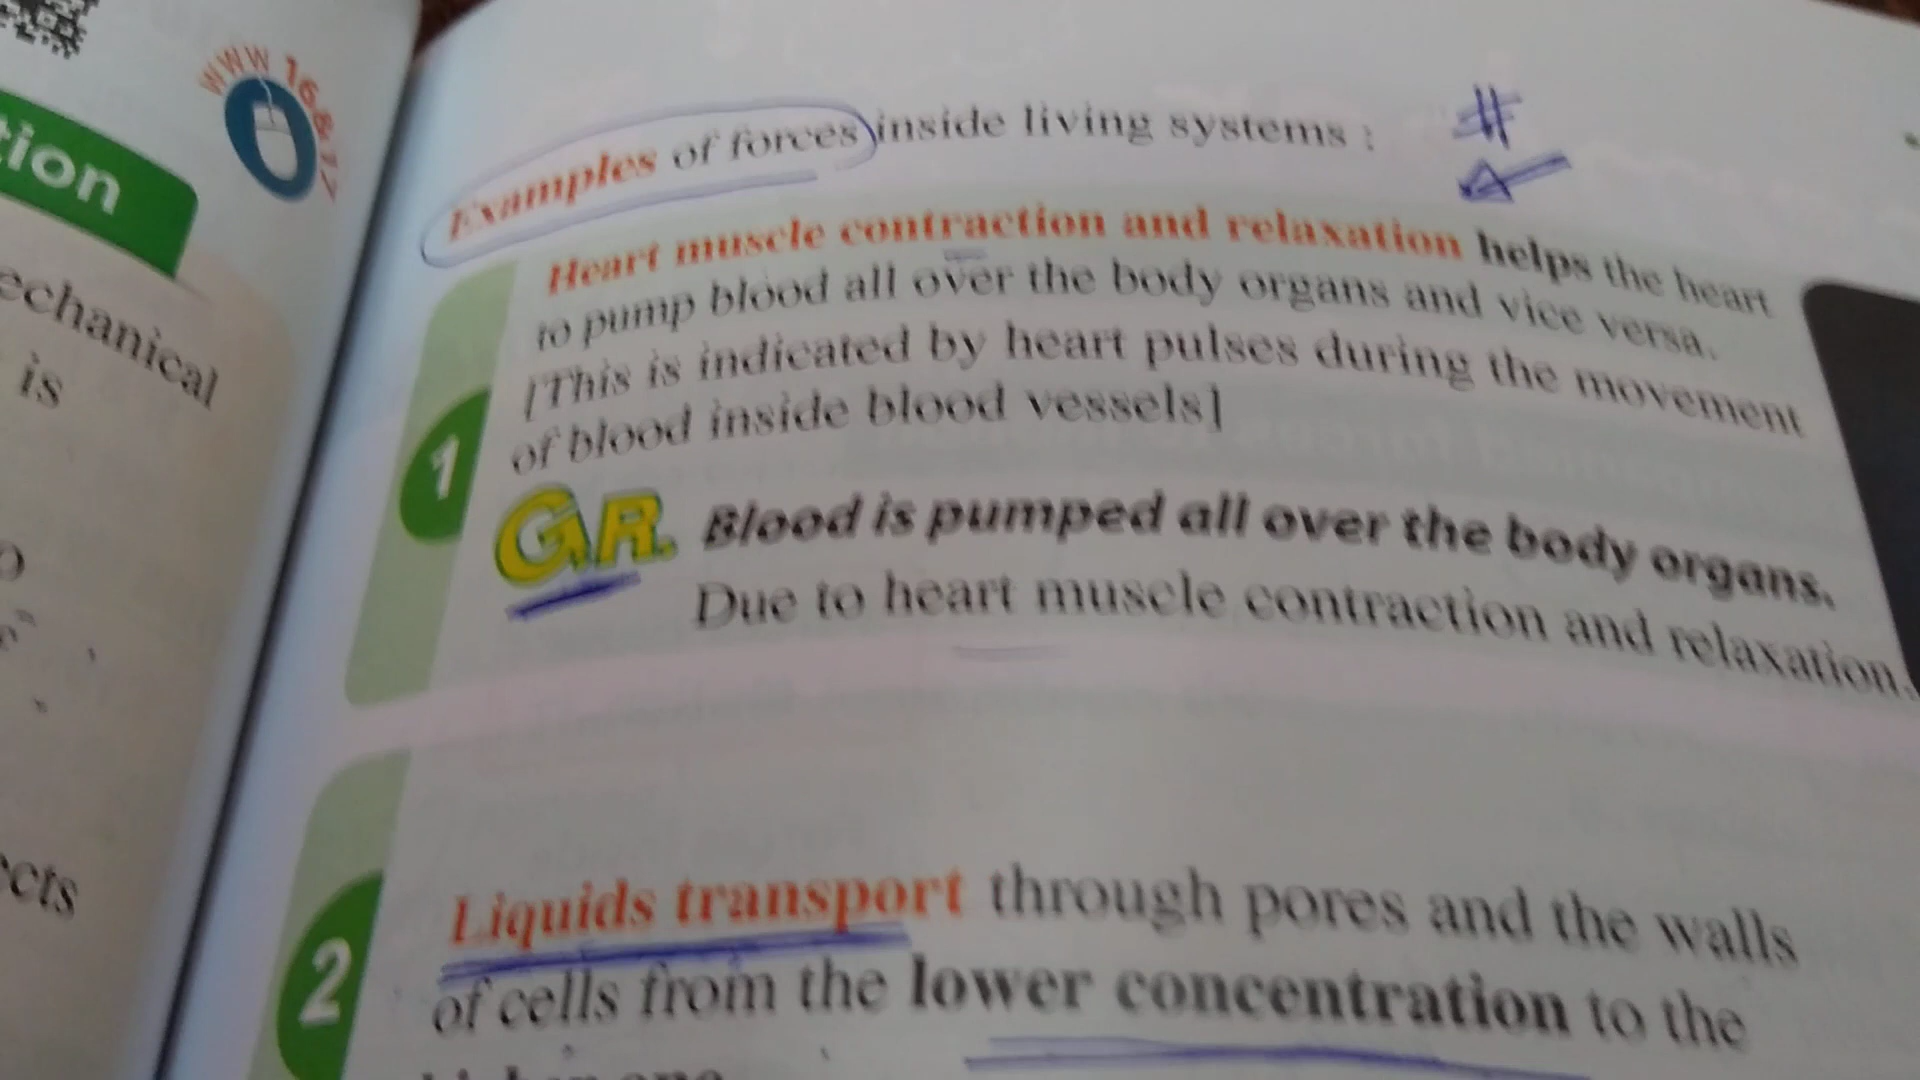 www 16877
tion
echanical
is
ects
Examples of forces inside living systems :
#
1
Heart muscle contraction and relaxation helps the heart
to pump blood all over the body organs and vice versa.
[This is indicated by heart pulses during the movement
of blood inside blood vessels]
G.R. Blood is pumped all over the body organs.
Due to heart muscle contraction and relaxation.
2
Liquids transport through pores and the walls
of cells from the lower concentration to the